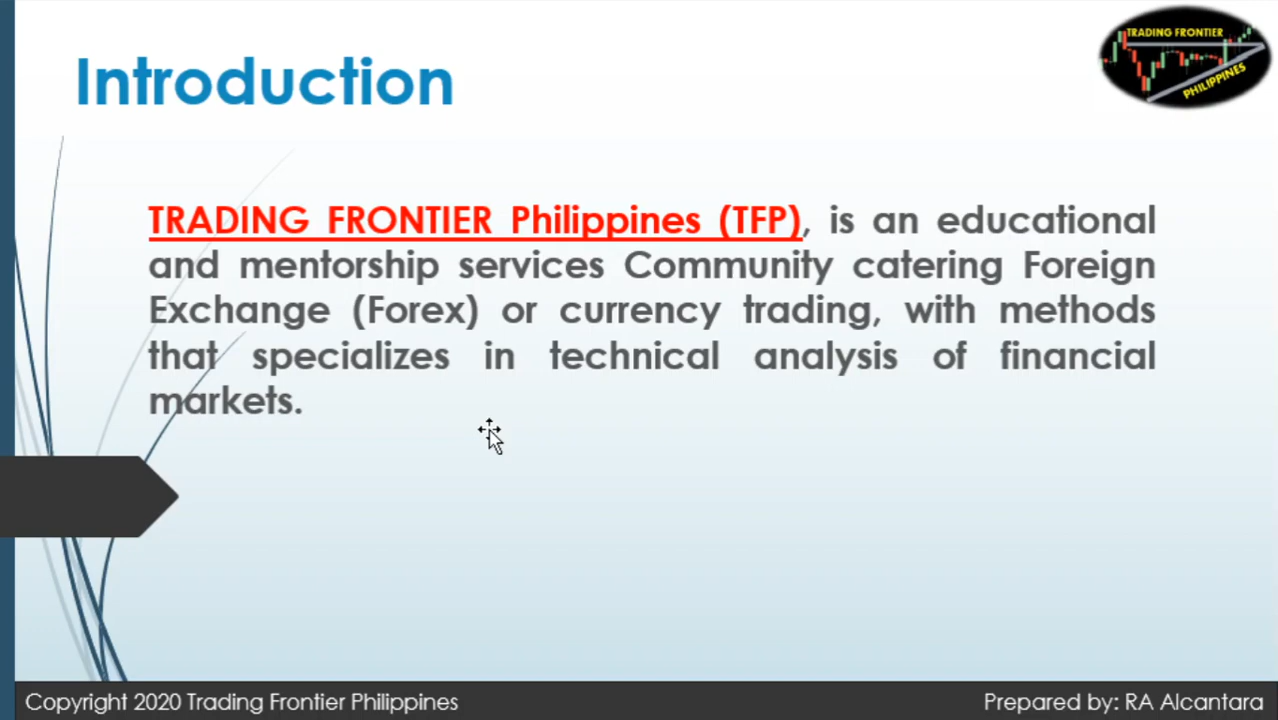 Introduction
TRADING FRONTIER
PHILIPPINES
TRADING FRONTIER Philippines (TFP), is an educational
and mentorship services Community catering Foreign
Exchange (Forex) or currency trading, with methods
that specializes in technical analysis of financial
markets.
Copyright 2020 Trading Frontier Philippines
Prepared by: RA Alcantara